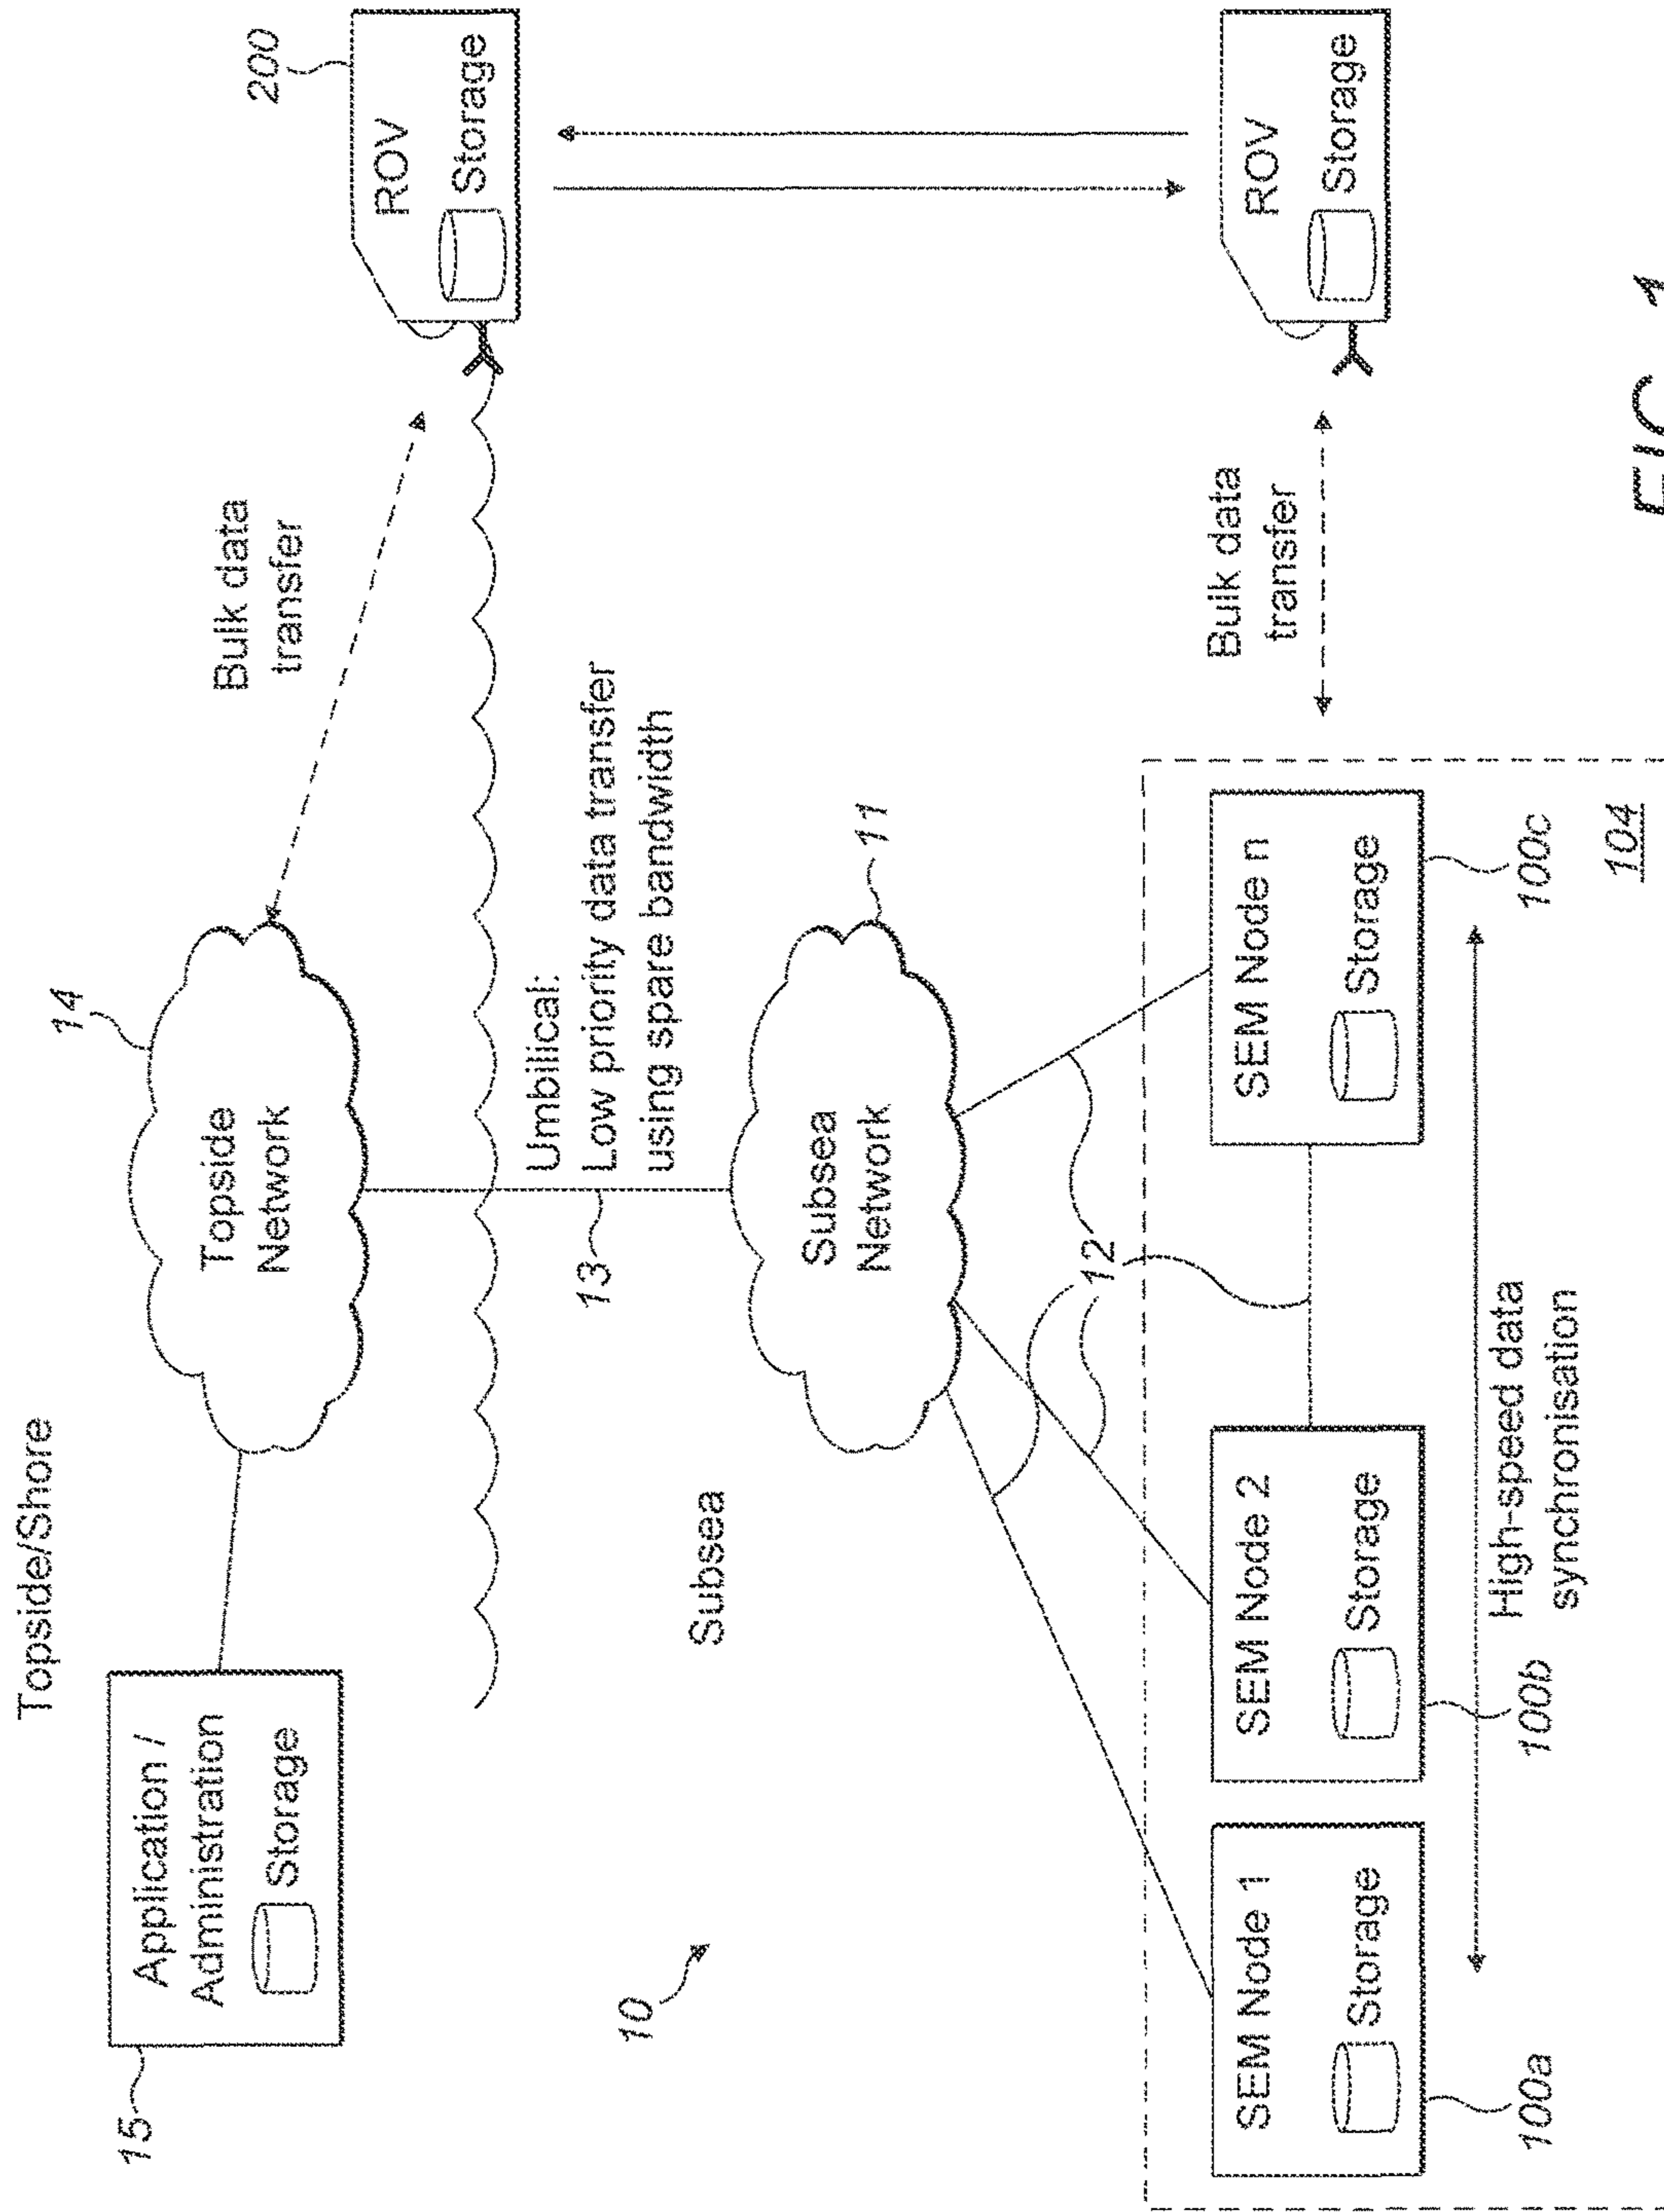 Topside/Shore
15
Application /
Administration
Storage
14
Topside
Network
Bulk data
transfer
200
ROV
Storage
10
Subsea
13
Umbilical:
Low priority data transfer
using spare bandwidth
Subsea
Network
11
12
SEM Node 1
Storage
SEM Node 2
Storage
SEM Node n
Storage
Bulk data
transfer
ROV
Storage
100a
100b
High-speed data
synchronisation
100c
104
FIG. 1